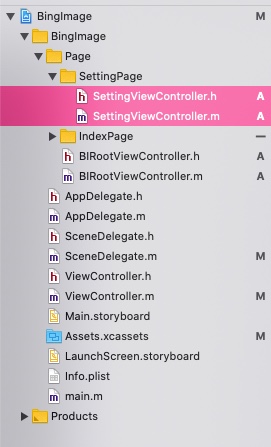 BingImage M
BingImage
Page
SettingPage
h SettingViewController.h A
m SettingViewController.m A
IndexPage
h BIRootViewController.h A
m BIRootViewController.m A
h AppDelegate.h
m AppDelegate.m
h SceneDelegate.h
m SceneDelegate.m M
h ViewController.h
m ViewController.m M
Main.storyboard
Assets.xcassets M
LaunchScreen.storyboard
Info.plist
m main.m
Products